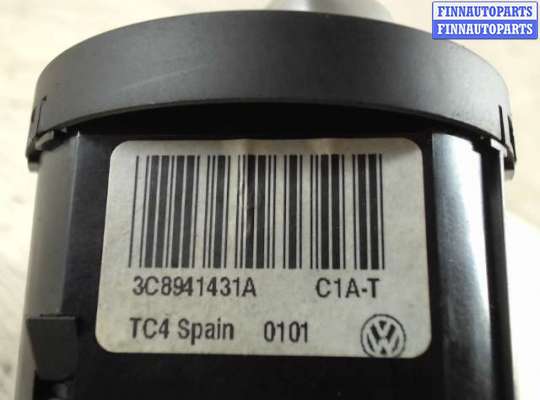 FINNAUTOPARTS
FINNAUTOPARTS
3C8941431A C1A-T
TC4 Spain 0101